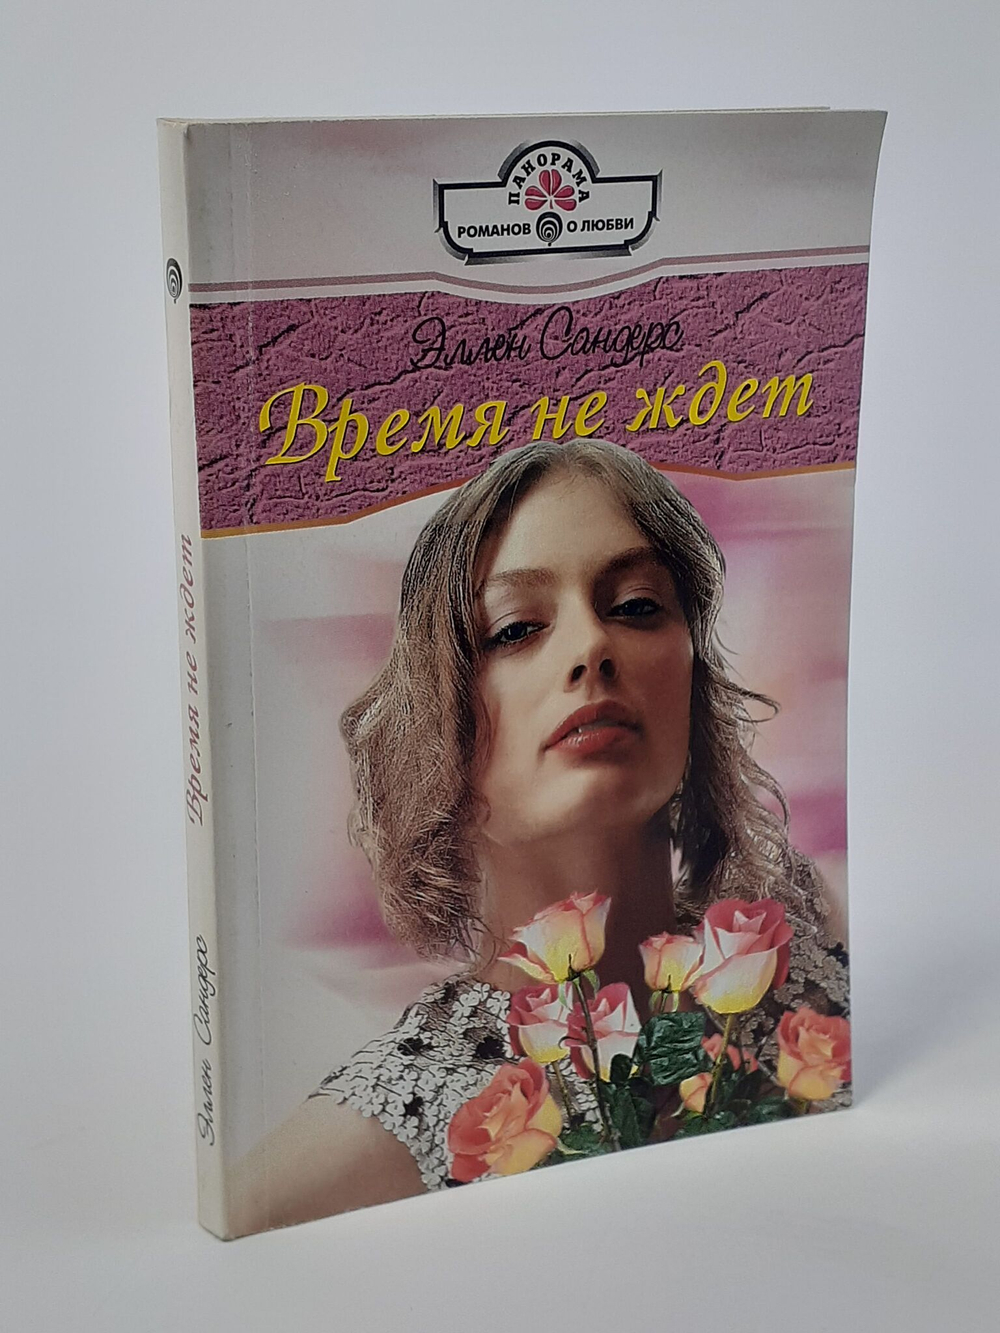 ПАНОРАМА
РОМАНОВ О ЛЮБВИ
Эллен Сандерс
Время не ждет
Время не ждет
Эллен Сандерс